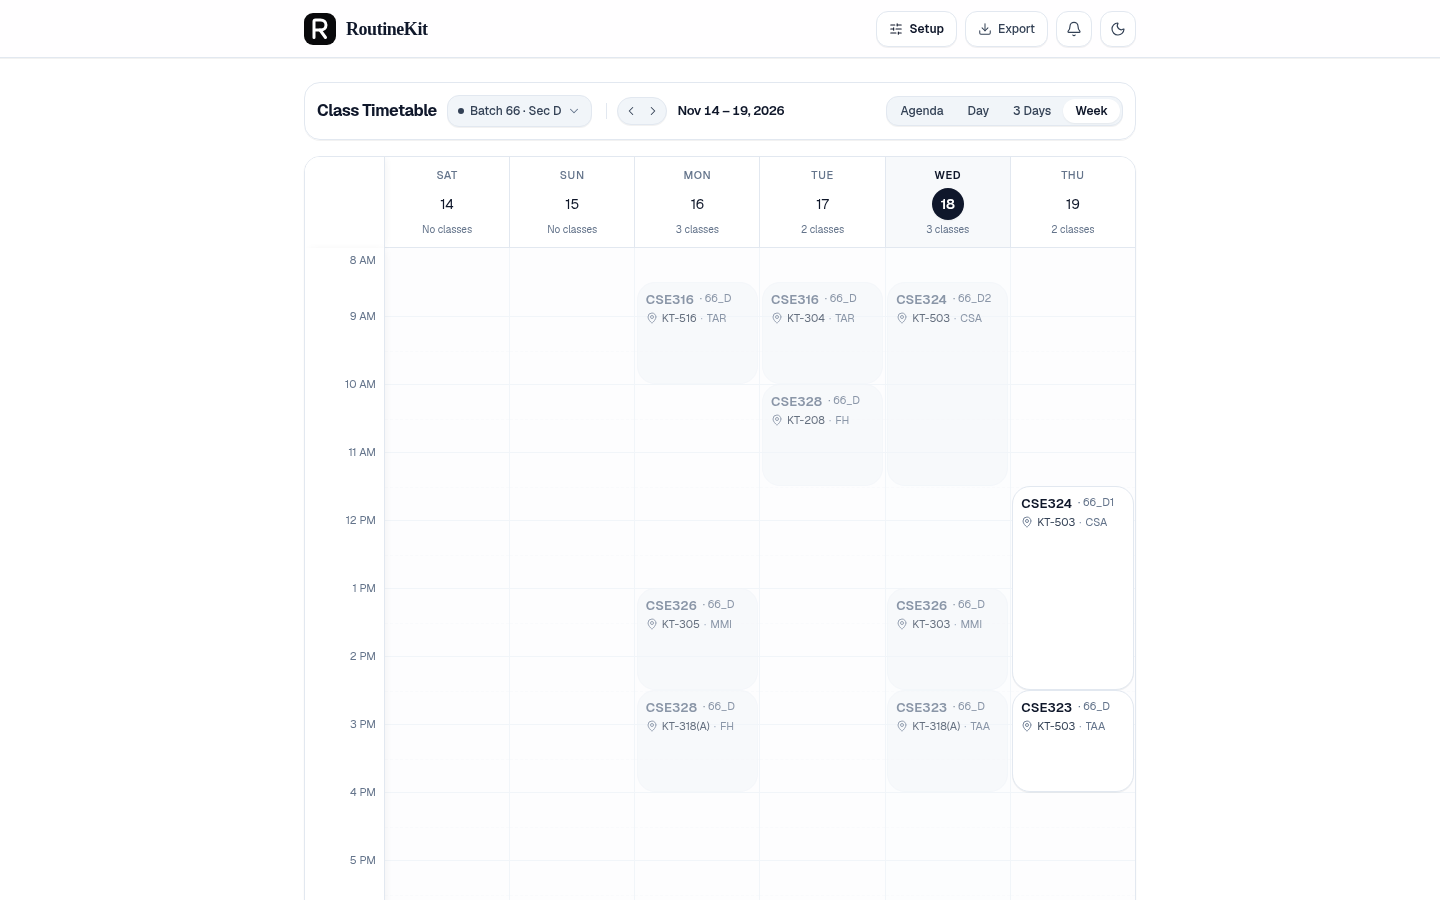 RoutineKit
Setup
Export
Class Timetable
Batch 66 · Sec D
Nov 14 – 19, 2026
Agenda
Day
3 Days
Week
SAT
14
No classes
SUN
15
No classes
MON
16
3 classes
TUE
17
2 classes
WED
18
3 classes
THU
19
2 classes
8 AM
9 AM
10 AM
11 AM
12 PM
1 PM
2 PM
3 PM
4 PM
5 PM
CSE316 · 66_D
KT-516 · TAR
CSE326 · 66_D
KT-305 · MMI
CSE328 · 66_D
KT-318(A) · FH
CSE316 · 66_D
KT-304 · TAR
CSE328 · 66_D
KT-208 · FH
CSE324 · 66_D2
KT-503 · CSA
CSE326 · 66_D
KT-303 · MMI
CSE323 · 66_D
KT-318(A) · TAA
CSE324 · 66_D1
KT-503 · CSA
CSE323 · 66_D
KT-503 · TAA